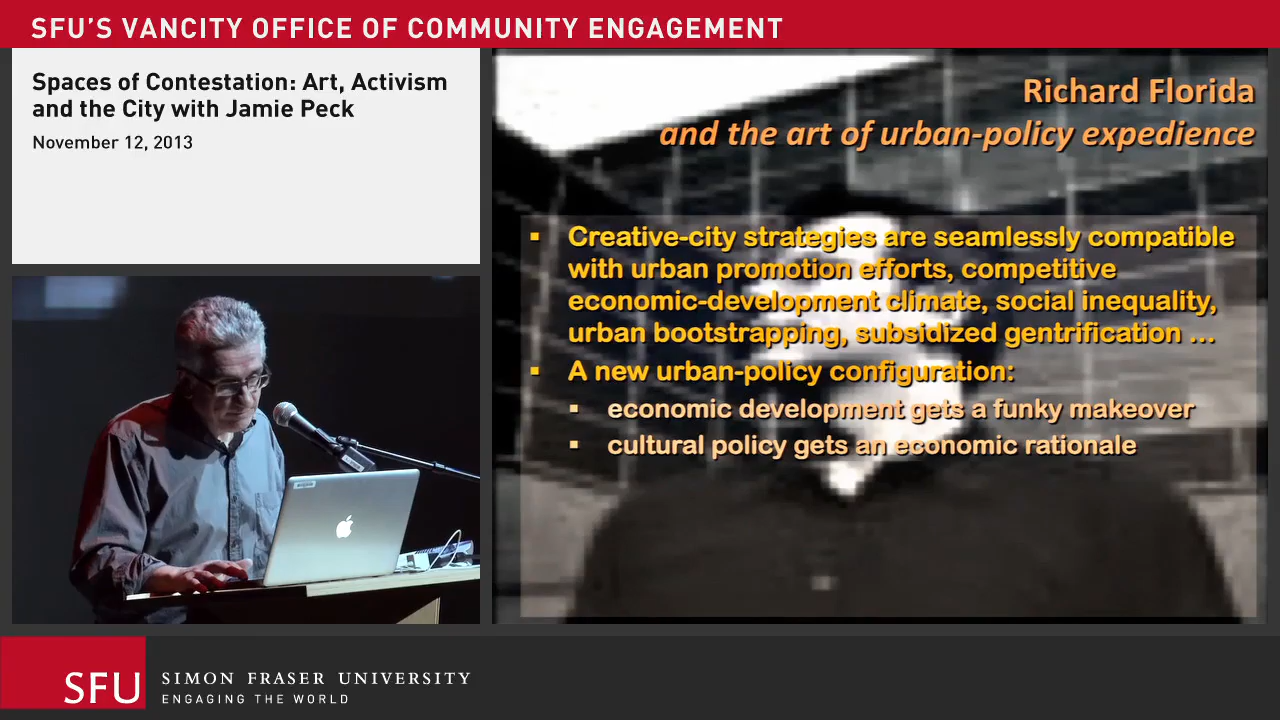 SFU'S VANCITY OFFICE OF COMMUNITY ENGAGEMENT
Spaces of Contestation: Art, Activism
and the City with Jamie Peck
November 12, 2013
Richard Florida
and the art of urban-policy expedience
Creative-city strategies are seamlessly compatible
with urban promotion efforts, competitive
economic-development climate, social inequality,
urban bootstrapping, subsidized gentrification ...
A new urban-policy configuration:
economic development gets a funky makeover
cultural policy gets an economic rationale
SFU
SIMON FRASER UNIVERSITY
ENGAGING THE WORLD